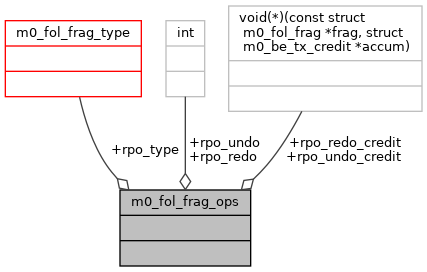 m0_fol_frag_type
int
void(*)(const struct
m0_fol_frag *frag, struct
m0_be_tx_credit *accum)
+rpo_type
+rpo_undo
+rpo_redo
+rpo_redo_credit
+rpo_undo_credit
m0_fol_frag_ops